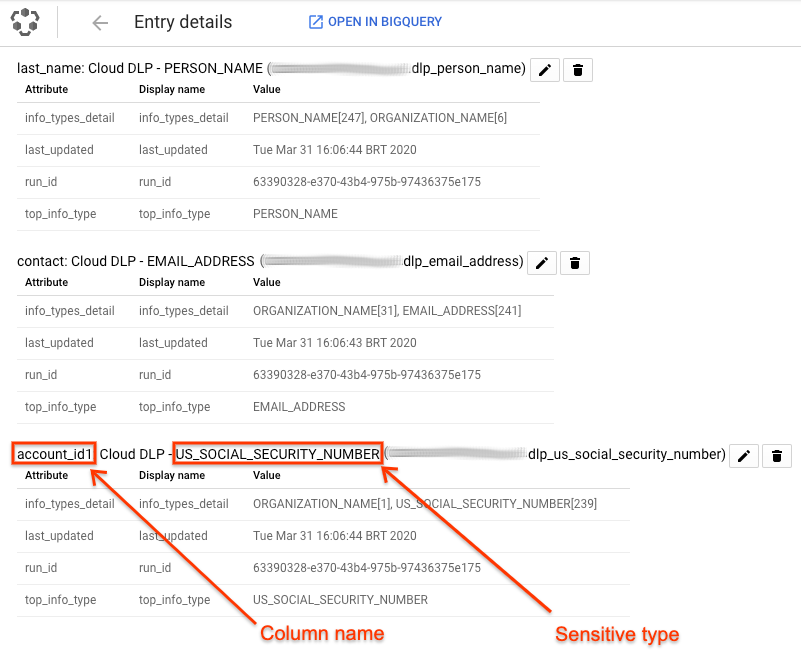 Entry details OPEN IN BIGQUERY
last_name: Cloud DLP - PERSON_NAME ( .dlp_person_name)
Attribute Display name Value
info_types_detail info_types_detail PERSON_NAME[247], ORGANIZATION_NAME[6]
last_updated last_updated Tue Mar 31 16:06:44 BRT 2020
run_id run_id 63390328-e370-43b4-975b-97436375e175
top_info_type top_info_type PERSON_NAME
contact: Cloud DLP - EMAIL_ADDRESS ( .dlp_email_address)
Attribute Display name Value
info_types_detail info_types_detail ORGANIZATION_NAME[31], EMAIL_ADDRESS[241]
last_updated last_updated Tue Mar 31 16:06:43 BRT 2020
run_id run_id 63390328-e370-43b4-975b-97436375e175
top_info_type top_info_type EMAIL_ADDRESS
account_id1: Cloud DLP - US_SOCIAL_SECURITY_NUMBER ( .dlp_us_social_security_number)
Attribute Display name Value
info_types_detail info_types_detail ORGANIZATION_NAME[1], US_SOCIAL_SECURITY_NUMBER[239]
last_updated last_updated Tue Mar 31 16:06:44 BRT 2020
run_id run_id 63390328-e370-43b4-975b-97436375e175
top_info_type top_info_type US_SOCIAL_SECURITY_NUMBER
Column name Sensitive type